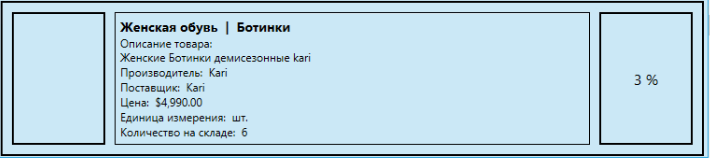 Женская обувь | Ботинки
Описание товара:
Женские Ботинки демисезонные kari
Производитель: Kari
Поставщик: Kari
Цена: $4,990.00
Единица измерения: шт.
Количество на складе: 6
3 %